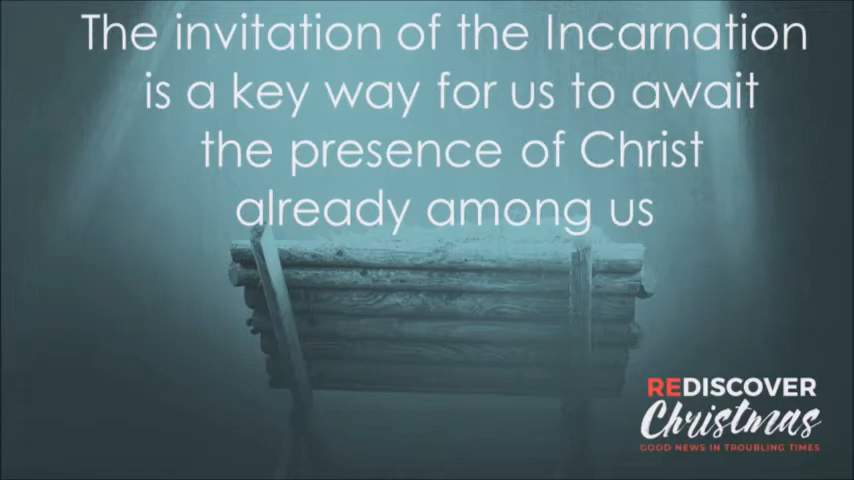 The invitation of the Incarnation
is a key way for us to await
the presence of Christ
already among us
REDISCOVER
Christmas
GOOD NEWS IN TROUBLING TIMES